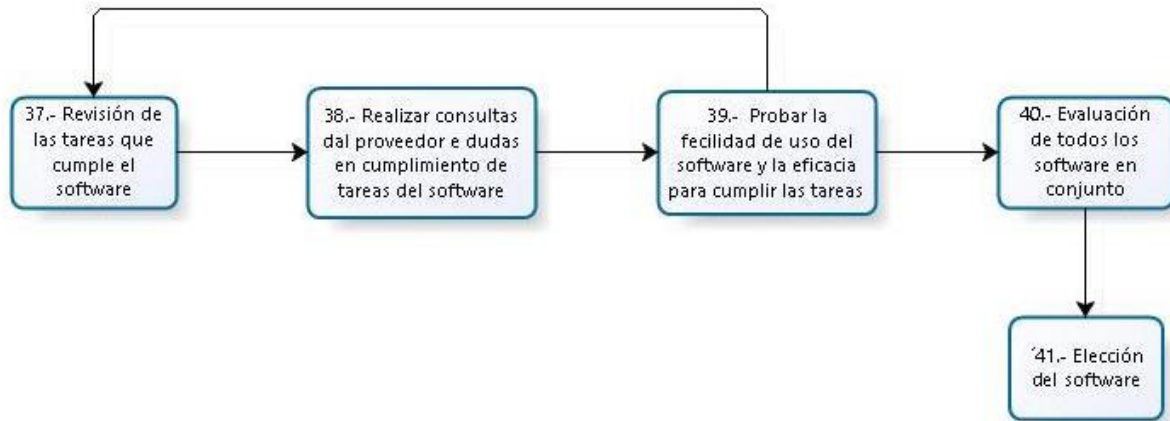 37.- Revisión de
las tareas que
cumple el
software
38.- Realizar consultas
dal proveedor e dudas
en cumplimiento de
tareas del software
39.- Probar la
fecilidad de uso del
software y la eficacia
para cumplir las tareas
40.- Evaluación
de todos los
software en
conjunto
´41.- Elección
del software